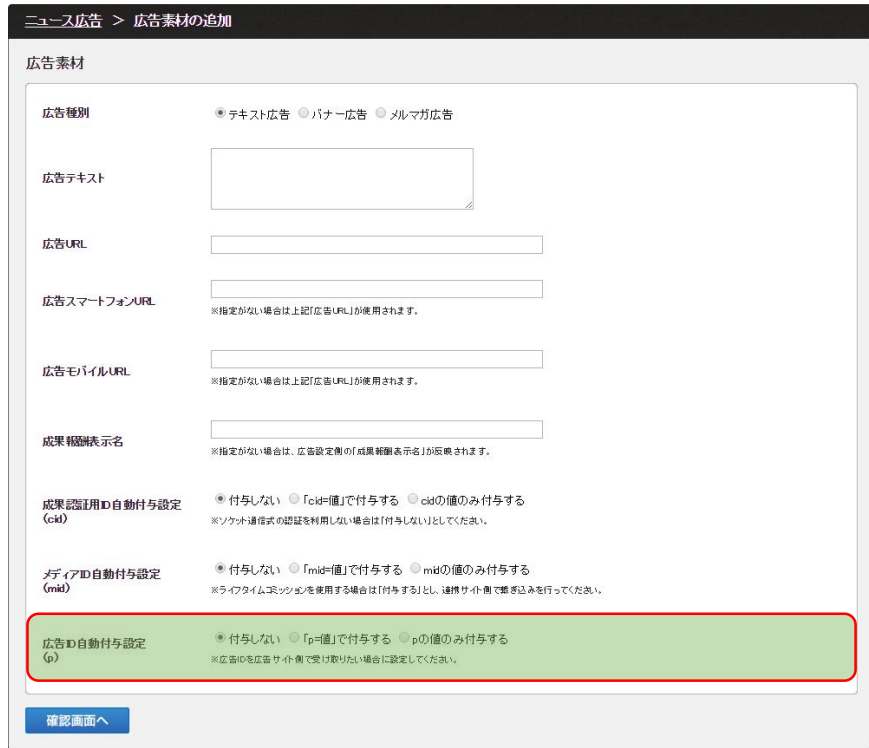 ニュース広告 > 広告素材の追加
広告素材
広告種別
テキスト広告 バナー広告 メルマガ広告
広告テキスト
広告URL
広告スマートフォンURL
※指定がない場合は上記「広告URL」が使用されます。
広告モバイルURL
※指定がない場合は上記「広告URL」が使用されます。
成果報酬表示名
※指定がない場合は、広告設定側の「成果報酬表示名」が反映されます。
成果認証用ID自動付与設定
(cid)
付与しない 「cid=値」で付与する cidの値のみ付与する
※ソケット通信式の認証を利用しない場合は「付与しない」としてください。
メディアID自動付与設定
(mid)
付与しない 「mid=値」で付与する midの値のみ付与する
※ライフタイムコミッションを使用する場合は「付与する」とし、連携サイト側で繋ぎ込みを行ってください。
広告ID自動付与設定
(p)
付与しない 「p=値」で付与する pの値のみ付与する
※広告IDを広告サイト側で受け取りたい場合に設定してください。
確認画面へ